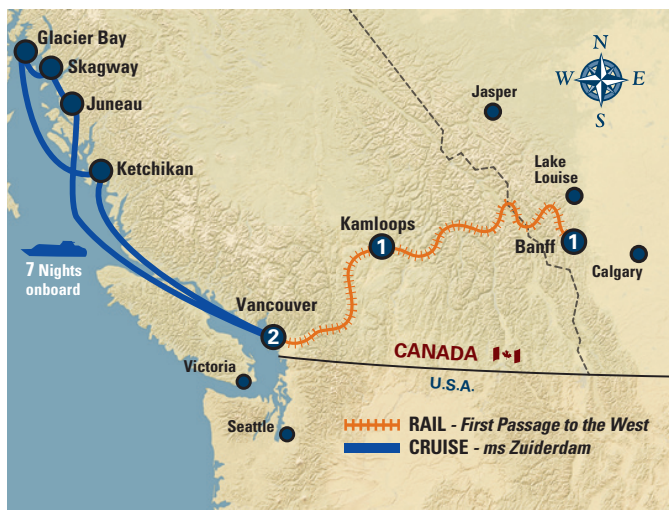 Glacier Bay
Skagway
Juneau
Ketchikan
7 Nights
onboard
N
W
E
S
Jasper
Lake
Louise
Kamloops
1
Banff
1
Calgary
Vancouver
2
CANADA
U.S.A.
Victoria
Seattle
RAIL - First Passage to the West
CRUISE - ms Zuiderdam